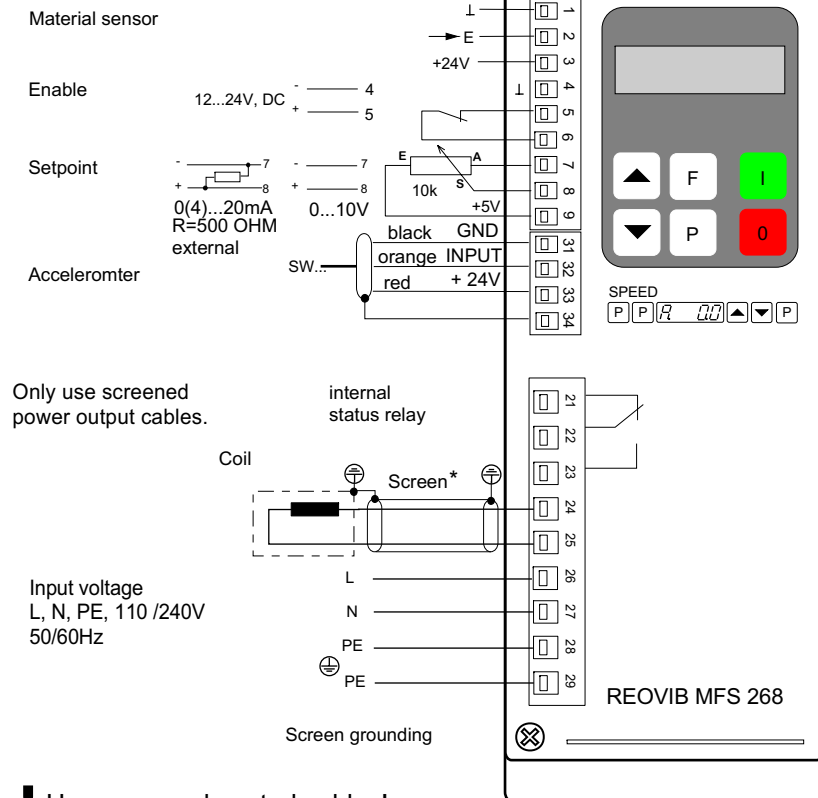 Material sensor
⊥
1
E
2
+24V
3
⊥
4
Enable
12...24V, DC
- 4
+ 5
5
6
Setpoint
- 7
+ 8
0(4)...20mA
R=500 OHM
external
- 7
+ 8
0...10V
E
A
S
10k
7
8
+5V
9
Acceleromter
SW...
black GND
31
orange INPUT
32
red + 24V
33
34
F
I
P
0
SPEED
P P A 0.0 P
Only use screened
power output cables.
internal
status relay
21
22
23
Coil
Screen*
24
25
Input voltage
L, N, PE, 110 /240V
50/60Hz
L
26
N
27
PE
28
PE
29
REOVIB MFS 268
Screen grounding